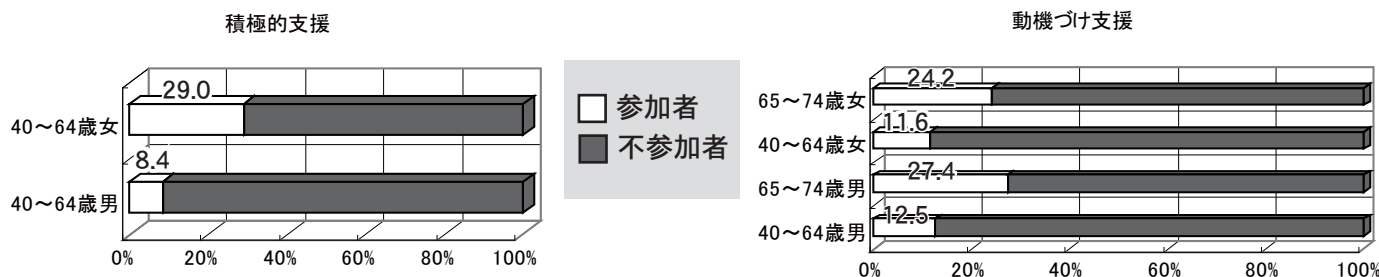 積極的支援
29.0
40～64歳女
8.4
40～64歳男
0% 20% 40% 60% 80% 100%
参加者
不参加者
動機づけ支援
24.2
65～74歳女
11.6
40～64歳女
27.4
65～74歳男
12.5
40～64歳男
0% 20% 40% 60% 80% 100%